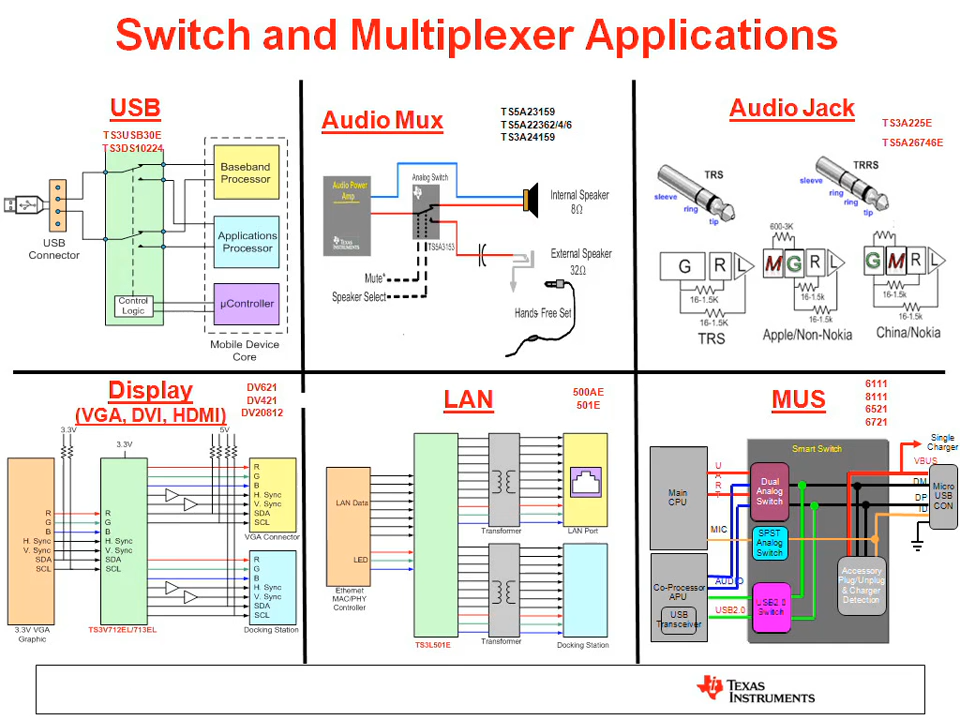 Switch and Multiplexer Applications
USB
TS3USB30E
TS3DS10224
Baseband
Processor
Applications
Processor
µController
Control
Logic
USB
Connector
Mobile Device
Core
Audio Mux
TS5A23159
TS5A22362/4/6
TS3A24159
Audio Power
Amp
TEXAS
INSTRUMENTS
Analog Switch
TS5A3153
Internal Speaker
8Ω
External Speaker
32Ω
Mute*
Speaker Select
Hands Free Set
Audio Jack
TS3A225E
TS5A26746E
TRS
sleeve
ring
tip
TRRS
sleeve
ring
ring
tip
G R L
16-1.5K
16-1.5K
TRS
600-3K
M G R L
16-1.5k
16-1.5k
Apple/Non-Nokia
G M R L
16-1.5k
16-1.5k
China/Nokia
Display
(VGA, DVI, HDMI)
DV621
DV421
DV20812
3.3V
3.3V
5V
R
G
B
H. Sync
V. Sync
SDA
SCL
R
G
B
H. Sync
V. Sync
SDA
SCL
R
G
B
H. Sync
V. Sync
SDA
SCL
VGA Connector
R
G
B
H. Sync
V. Sync
SDA
SCL
Docking Station
3.3V VGA
Graphic
TS3V712EL/713EL
LAN
500AE
501E
LAN Data
LED
Ethernet
MAC/PHY
Controller
TS3L501E
Transformer
LAN Port
Transformer
Docking Station
MUS
6111
8111
6521
6721
Smart Switch
Single
Charger
VBUS
DM
DP
ID
Micro
USB
CON
Main
CPU
U
A
R
T
Dual
Analog
Switch
MIC
SPST
Analog
Switch
Co-Processor
APU
USB
Transceiver
AUDIO
USB2.0
USB2.0
Switch
Accessory
Plug/Unplug
& Charger
Detection
TEXAS
INSTRUMENTS